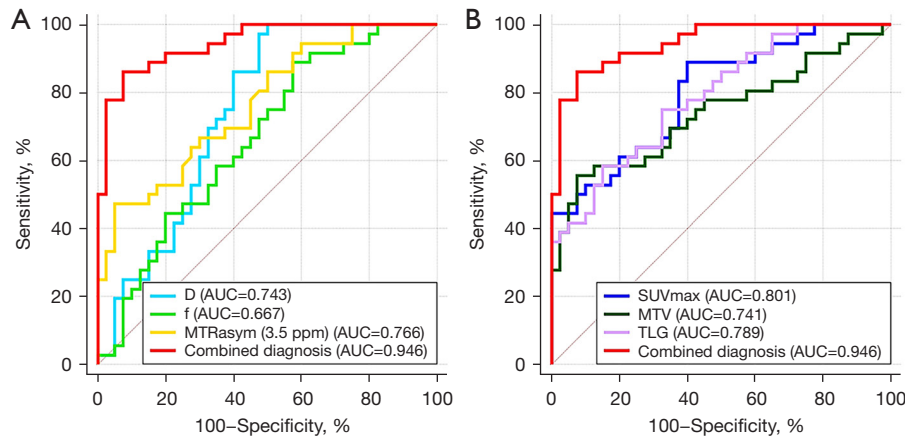 A
100
80
60
40
20
0
Sensitivity, %
D (AUC=0.743)
f (AUC=0.667)
MTRasym (3.5 ppm) (AUC=0.766)
Combined diagnosis (AUC=0.946)
0 20 40 60 80 100
100−Specificity, %
B
100
80
60
40
20
0
Sensitivity, %
SUVmax (AUC=0.801)
MTV (AUC=0.741)
TLG (AUC=0.789)
Combined diagnosis (AUC=0.946)
0 20 40 60 80 100
100−Specificity, %